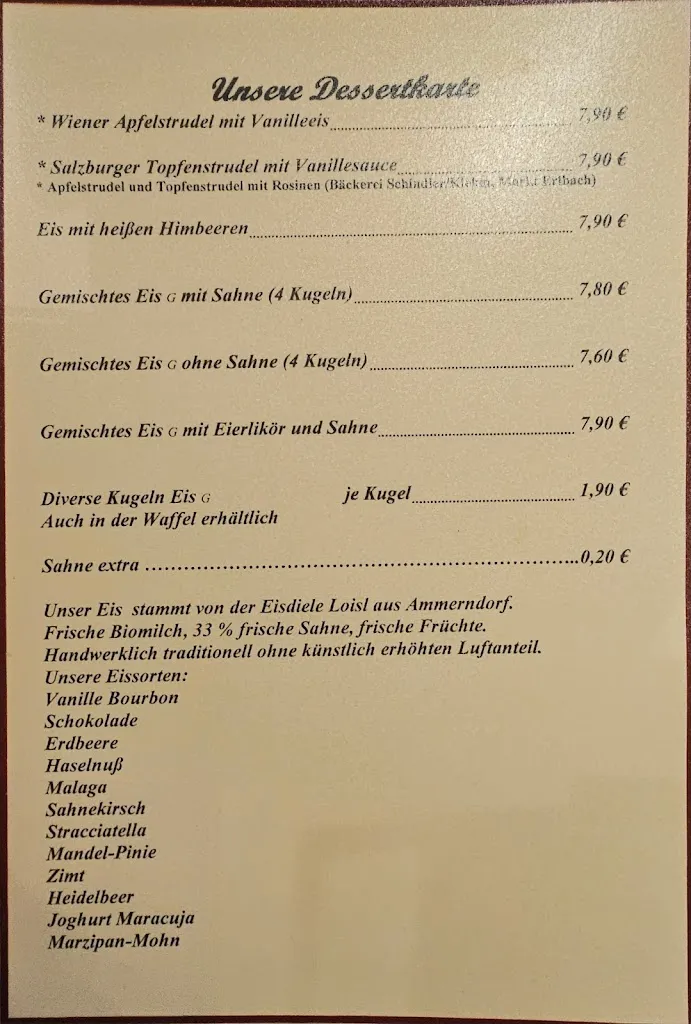 Unsere Dessertkarte
* Wiener Apfelstrudel mit Vanilleeis 7,90 €
* Salzburger Topfenstrudel mit Vanillesauce 7,90 €
* Apfelstrudel und Topfenstrudel mit Rosinen (Bäckerei Schindler/Klehm, Markt Erlbach)
Eis mit heißen Himbeeren 7,90 €
Gemischtes Eis G mit Sahne (4 Kugeln) 7,80 €
Gemischtes Eis G ohne Sahne (4 Kugeln) 7,60 €
Gemischtes Eis G mit Eierlikör und Sahne 7,90 €
Diverse Kugeln Eis G je Kugel 1,90 €
Auch in der Waffel erhältlich
Sahne extra ………………………………………………………..0,20 €
Unser Eis stammt von der Eisdiele Loisl aus Ammerndorf.
Frische Biomilch, 33 % frische Sahne, frische Früchte.
Handwerklich traditionell ohne künstlich erhöhten Luftanteil.
Unsere Eissorten:
Vanille Bourbon
Schokolade
Erdbeere
Haselnuß
Malaga
Sahnekirsch
Stracciatella
Mandel-Pinie
Zimt
Heidelbeer
Joghurt Maracuja
Marzipan-Mohn